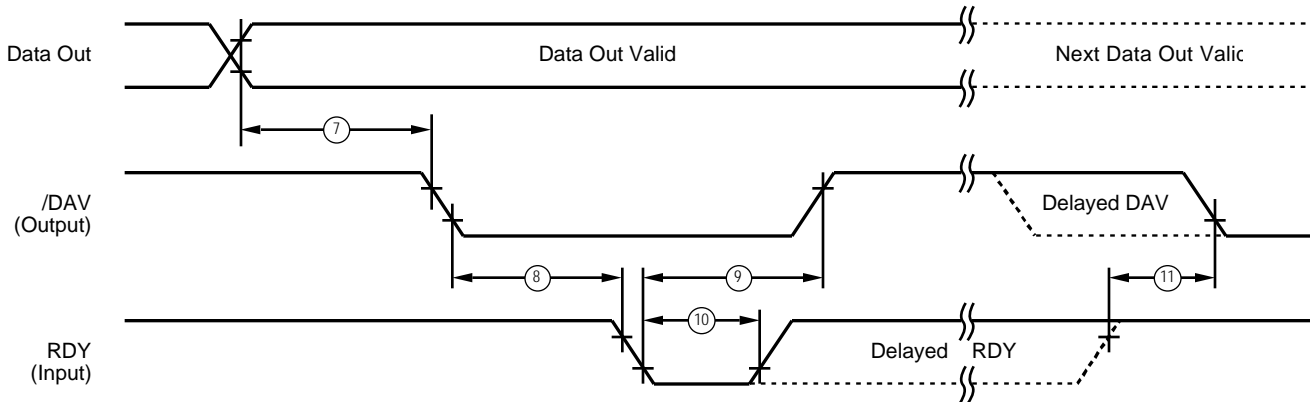 Data Out
Data Out Valid
Next Data Out Valid
7
/DAV
(Output)
Delayed DAV
8
9
11
10
RDY
(Input)
Delayed RDY